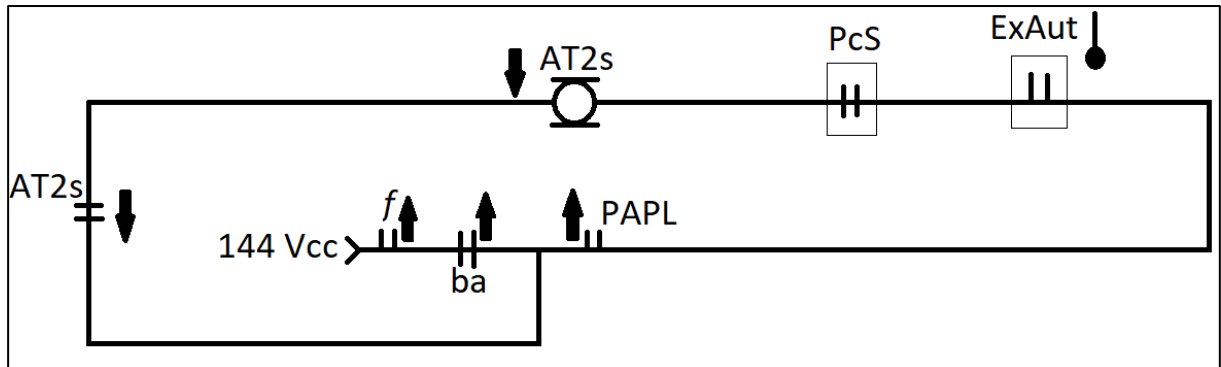 ExAut
PcS
AT2s
AT2s
f
PAPL
144 Vcc
ba